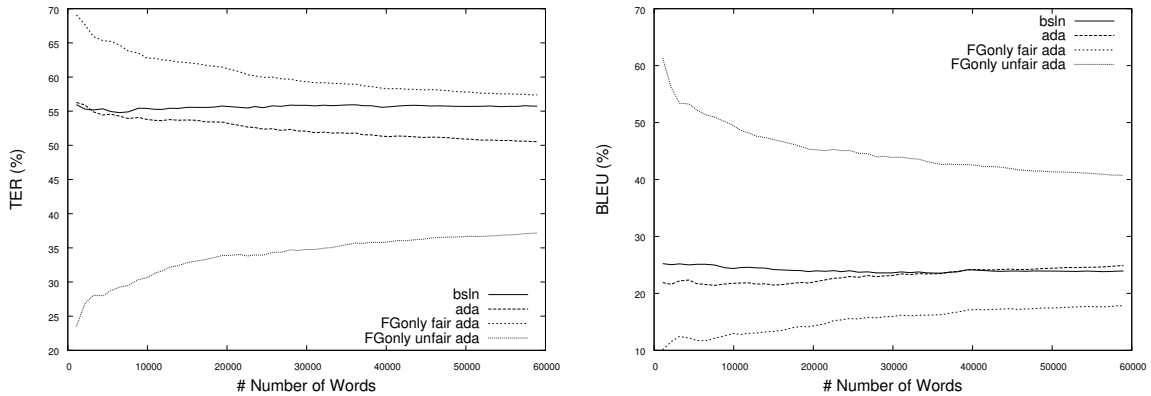 70
65
60
55
50
45
40
35
30
25
20
TER (%)
0 10000 20000 30000 40000 50000 60000
# Number of Words
bsln
ada
FGonly fair ada
FGonly unfair ada
70
60
50
40
30
20
10
BLEU (%)
0 10000 20000 30000 40000 50000 60000
# Number of Words
bsln
ada
FGonly fair ada
FGonly unfair ada